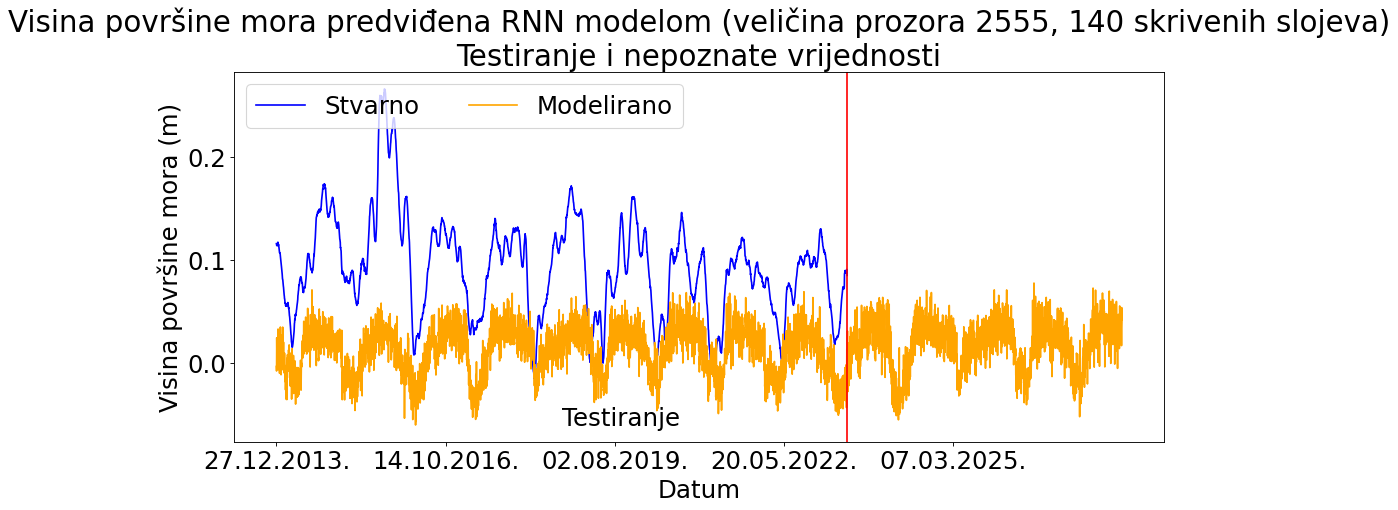 Visina površine mora predviđena RNN modelom (veličina prozora 2555, 140 skrivenih slojeva)
Testiranje i nepoznate vrijednosti
Stvarno Modelirano
Visina površine mora (m)
0.2
0.1
0.0
Testiranje
27.12.2013. 14.10.2016. 02.08.2019. 20.05.2022. 07.03.2025.
Datum